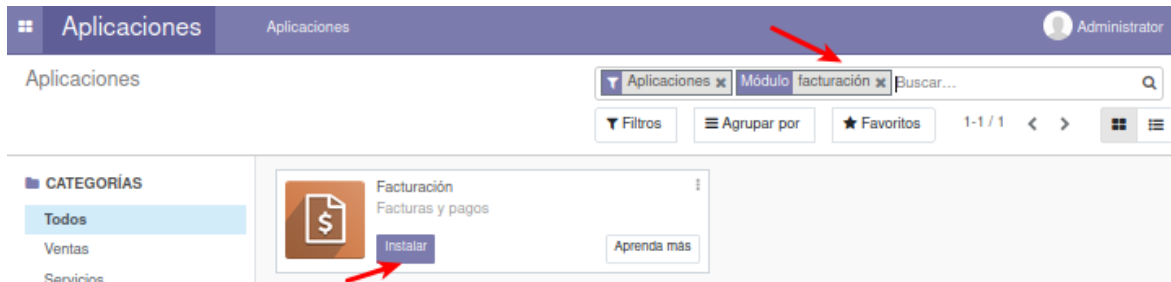 Aplicaciones Aplicaciones Administrator
Aplicaciones
Aplicaciones × Módulo facturación × Buscar...
Filtros Agrupar por Favoritos 1-1 / 1
CATEGORÍAS
Todos
Ventas
Servicios
Facturación
Facturas y pagos
Instalar Aprenda más